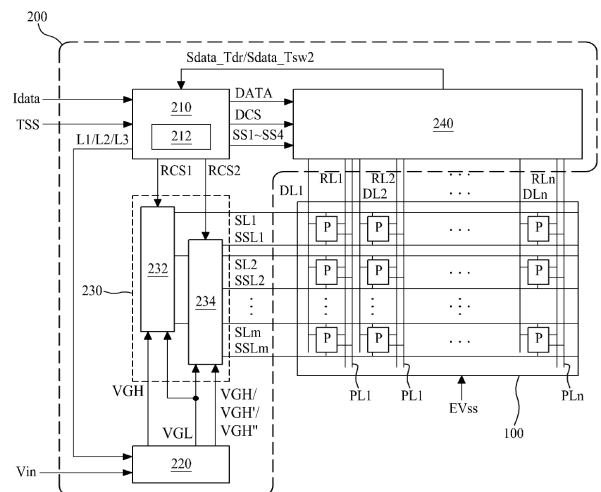 200
Sdata_Tdr/Sdata_Tsw2
Idata
TSS
L1/L2/L3
210
212
DATA
DCS
SS1~SS4
240
RCS1
RCS2
DL1
RL1
DL2
RL2
. . .
RLn
DLn
230
232
234
SL1
SSL1
SL2
SSL2
SLm
SSLm
P P . . . P
P P . . . P
P P . . . P
VGH
VGL
VGH/
VGH'/
VGH"
PL1
PL1
PLn
EVss
100
Vin
220